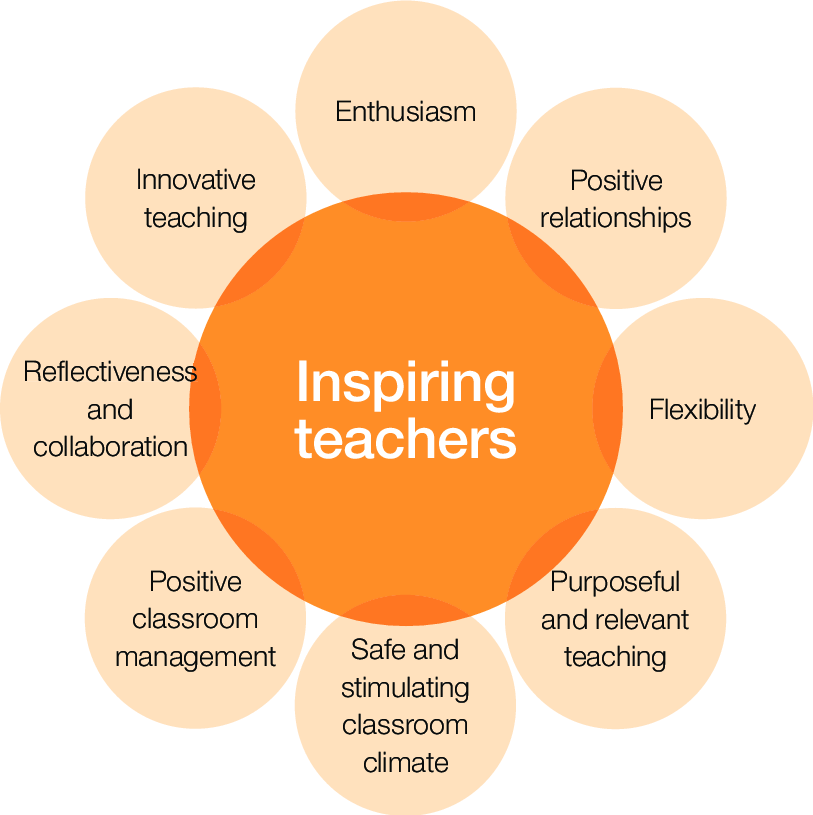 Enthusiasm
Positive
relationships
Flexibility
Purposeful
and relevant
teaching
Safe and
stimulating
classroom
climate
Positive
classroom
management
Reflectiveness
and
collaboration
Innovative
teaching
Inspiring
teachers